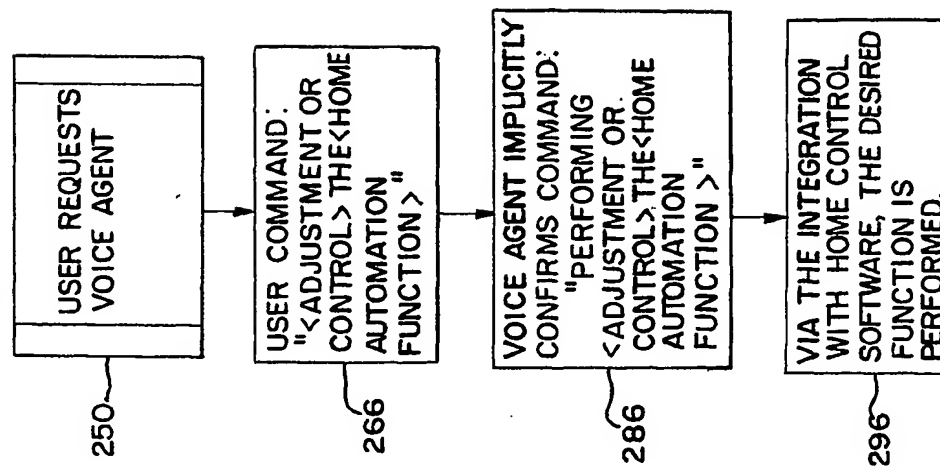 USER REQUESTS
VOICE AGENT
250
USER COMMAND:
"<ADJUSTMENT OR
CONTROL> THE<HOME
AUTOMATION
FUNCTION>"
266
VOICE AGENT IMPLICITLY
CONFIRMS COMMAND:
"PERFORMING
<ADJUSTMENT OR.
CONTROL> THE<HOME
AUTOMATION
FUNCTION>"
286
VIA THE INTEGRATION
WITH HOME CONTROL
SOFTWARE, THE DESIRED
FUNCTION IS
PERFORMED.
296